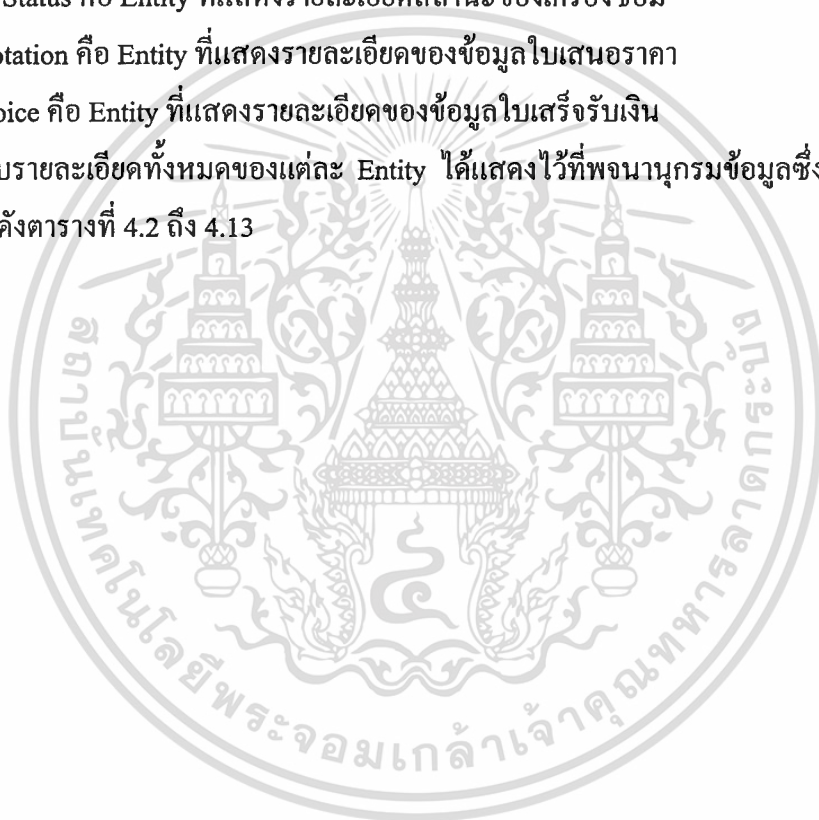 Status คือ Entity ที่แสดงรายละเอียดสถานะของเครื่องซ่อม
otation คือ Entity ที่แสดงรายละเอียดของข้อมูลใบเสนอราคา
oice คือ Entity ที่แสดงรายละเอียดของข้อมูลใบเสร็จรับเงิน
บรายละเอียดทั้งหมดของแต่ละ Entity ได้แสดงไว้ที่พจนานุกรมข้อมูลซึ่ง
ดังตารางที่ 4.2 ถึง 4.13
สถาบันเทคโนโลยีพระจอมเกล้าเจ้าคุณทหารลาดกระบัง